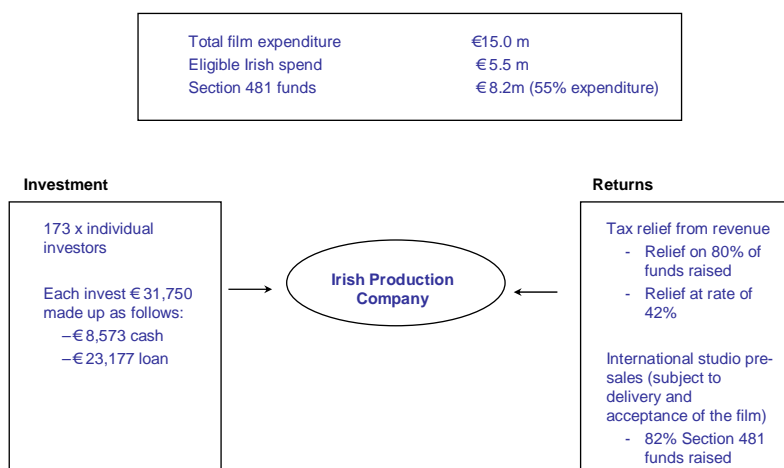 Total film expenditure €15.0 m
Eligible Irish spend €5.5 m
Section 481 funds €8.2m (55% expenditure)
Investment
173 x individual
investors
Each invest €31,750
made up as follows:
–€8,573 cash
–€23,177 loan
Irish Production
Company
Returns
Tax relief from revenue
- Relief on 80% of
funds raised
- Relief at rate of
42%
International studio pre-
sales (subject to
delivery and
acceptance of the film)
- 82% Section 481
funds raised